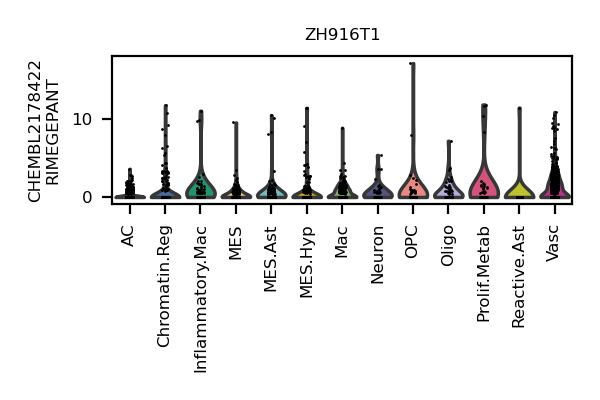 ZH916T1
CHEMBL2178422
RIMEGEPANT
10
0
AC
Chromatin.Reg
Inflammatory.Mac
MES
MES.Ast
MES.Hyp
Mac
Neuron
OPC
Oligo
Prolif.Metab
Reactive.Ast
Vasc